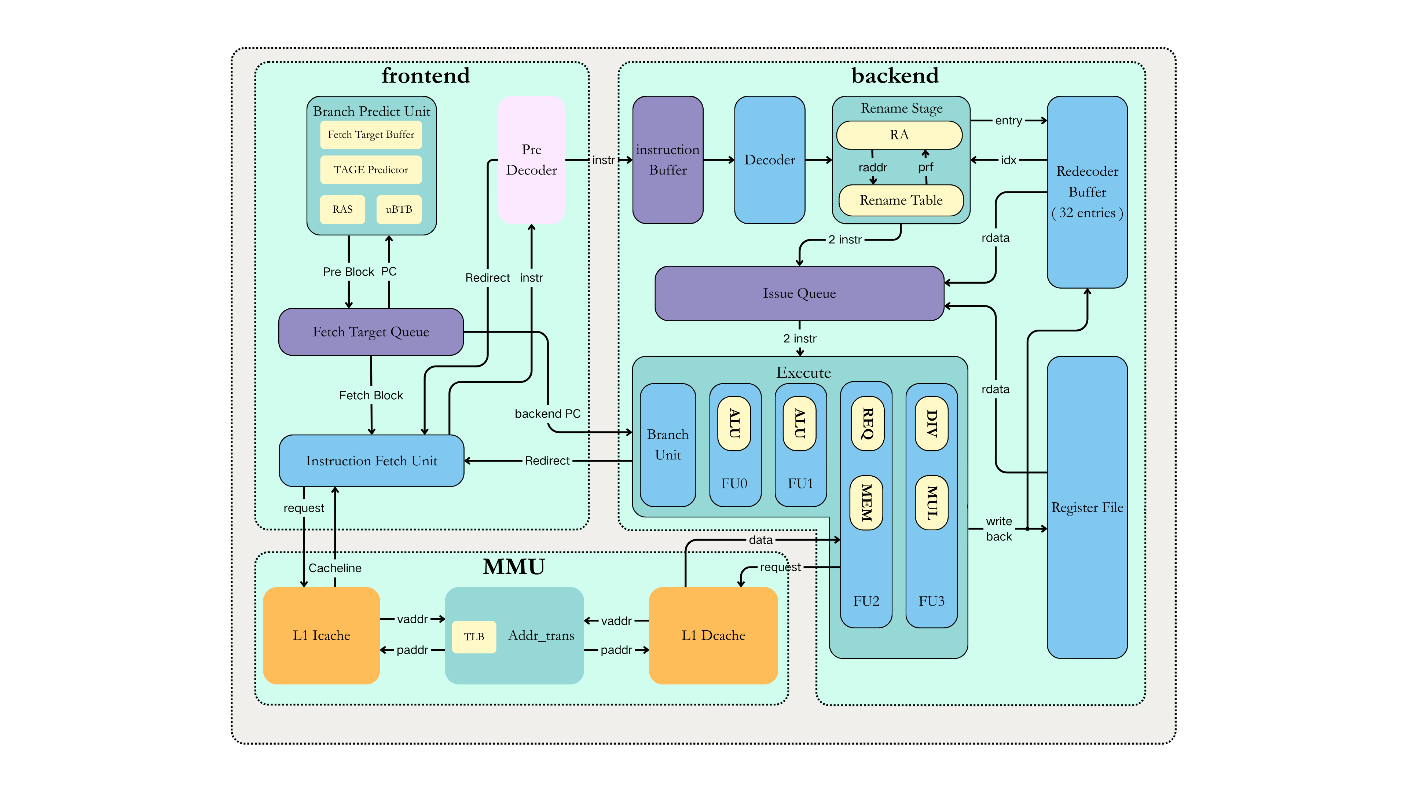 frontend
Branch Predict Unit
Fetch Target Buffer
TAGE Predictor
RAS
uBTB
Pre
Decoder
Pre Block
PC
Redirect
instr
Fetch Target Queue
Fetch Block
backend PC
Instruction Fetch Unit
Redirect
request
Cacheline
instr
backend
instruction
Buffer
Decoder
Rename Stage
RA
raddr
prf
Rename Table
entry
idx
Redecoder
Buffer
( 32 entries )
2 instr
rdata
Issue Queue
2 instr
rdata
Execute
Branch
Unit
ALU
FU0
ALU
FU1
REQ
MEM
FU2
DIV
MUL
FU3
write
back
Register File
MMU
data
request
L1 Icache
vaddr
paddr
TLB
Addr_trans
vaddr
paddr
L1 Dcache